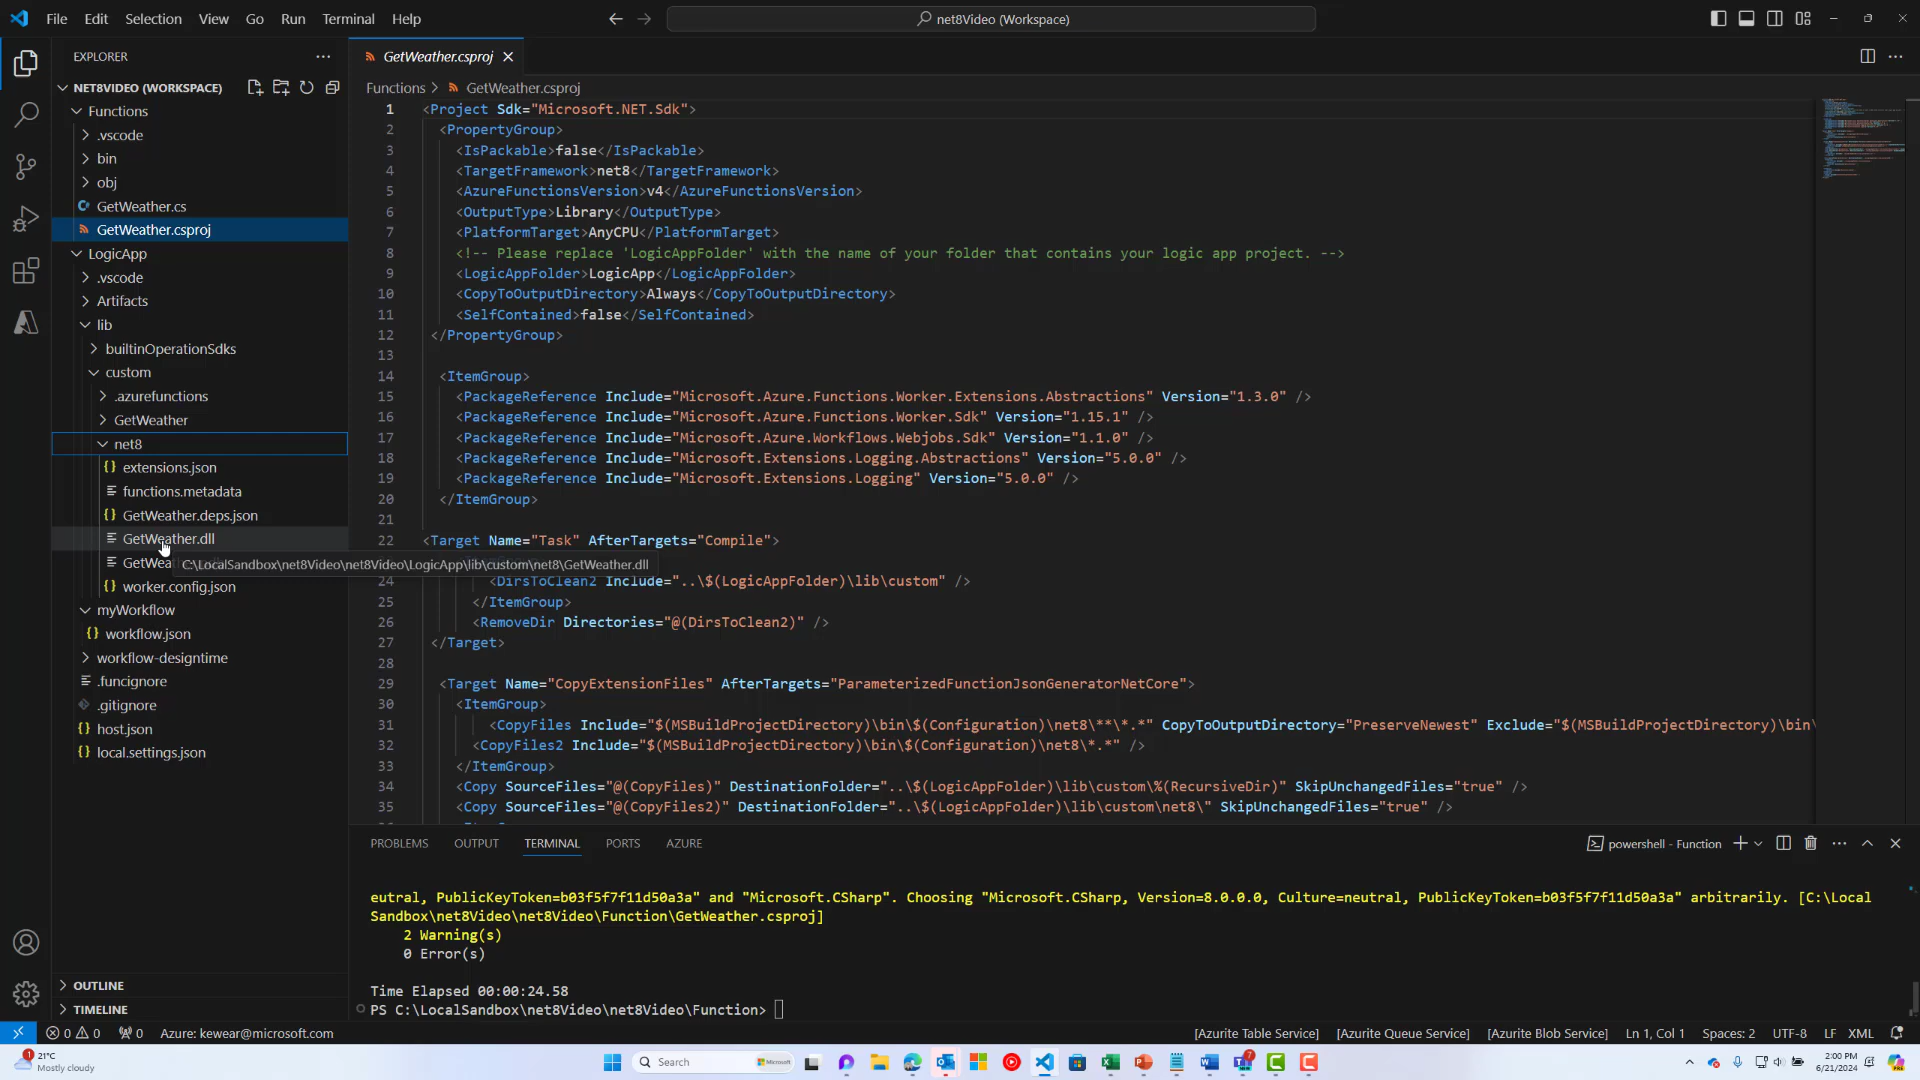 File Edit Selection View Go Run Terminal Help
net8Video (Workspace)
EXPLORER
NET8VIDEO (WORKSPACE)
Functions
.vscode
bin
obj
GetWeather.cs
GetWeather.csproj
LogicApp
.vscode
Artifacts
lib
builtinOperationSdks
custom
.azurefunctions
GetWeather
net8
extensions.json
functions.metadata
GetWeather.deps.json
GetWeather.dll
C:\LocalSandbox\net8Video\net8Video\LogicApp\lib\custom\net8\GetWeather.dll
worker.config.json
myWorkflow
workflow.json
workflow-designtime
.funcignore
.gitignore
host.json
local.settings.json
OUTLINE
TIMELINE
GetWeather.csproj
Functions > GetWeather.csproj
1 <Project Sdk="Microsoft.NET.Sdk">
2 <PropertyGroup>
3 <IsPackable>false</IsPackable>
4 <TargetFramework>net8</TargetFramework>
5 <AzureFunctionsVersion>v4</AzureFunctionsVersion>
6 <OutputType>Library</OutputType>
7 <PlatformTarget>AnyCPU</PlatformTarget>
8 <!-- Please replace 'LogicAppFolder' with the name of your folder that contains your logic app project. -->
9 <LogicAppFolder>LogicApp</LogicAppFolder>
10 <CopyToOutputDirectory>Always</CopyToOutputDirectory>
11 <SelfContained>false</SelfContained>
12 </PropertyGroup>
13
14 <ItemGroup>
15 <PackageReference Include="Microsoft.Azure.Functions.Worker.Extensions.Abstractions" Version="1.3.0" />
16 <PackageReference Include="Microsoft.Azure.Functions.Worker.Sdk" Version="1.15.1" />
17 <PackageReference Include="Microsoft.Azure.Workflows.Webjobs.Sdk" Version="1.1.0" />
18 <PackageReference Include="Microsoft.Extensions.Logging.Abstractions" Version="5.0.0" />
19 <PackageReference Include="Microsoft.Extensions.Logging" Version="5.0.0" />
20 </ItemGroup>
21
22 <Target Name="Task" AfterTargets="Compile">
24 <DirsToClean2 Include="..\$(LogicAppFolder)\lib\custom" />
25 </ItemGroup>
26 <RemoveDir Directories="@(DirsToClean2)" />
27 </Target>
28
29 <Target Name="CopyExtensionFiles" AfterTargets="ParameterizedFunctionJsonGeneratorNetCore">
30 <ItemGroup>
31 <CopyFiles Include="$(MSBuildProjectDirectory)\bin\$(Configuration)\net8\**\*.*" CopyToOutputDirectory="PreserveNewest" Exclude="$(MSBuildProjectDirectory)\bin\
32 <CopyFiles2 Include="$(MSBuildProjectDirectory)\bin\$(Configuration)\net8\*.*" />
33 </ItemGroup>
34 <Copy SourceFiles="@(CopyFiles)" DestinationFolder="..\$(LogicAppFolder)\lib\custom\%(RecursiveDir)" SkipUnchangedFiles="true" />
35 <Copy SourceFiles="@(CopyFiles2)" DestinationFolder="..\$(LogicAppFolder)\lib\custom\net8\" SkipUnchangedFiles="true" />
PROBLEMS OUTPUT TERMINAL PORTS AZURE
powershell - Function
eutral, PublicKeyToken=b03f5f7f11d50a3a" and "Microsoft.CSharp". Choosing "Microsoft.CSharp, Version=8.0.0.0, Culture=neutral, PublicKeyToken=b03f5f7f11d50a3a" arbitrarily. [C:\Local
Sandbox\net8Video\net8Video\Function\GetWeather.csproj]
2 Warning(s)
0 Error(s)
Time Elapsed 00:00:24.58
PS C:\LocalSandbox\net8Video\net8Video\Function>
0 0 0 Azure: kewear@microsoft.com
[Azurite Table Service] [Azurite Queue Service] [Azurite Blob Service] Ln 1, Col 1 Spaces: 2 UTF-8 LF XML
21°C
Mostly cloudy
Search
2:00 PM
6/21/2024